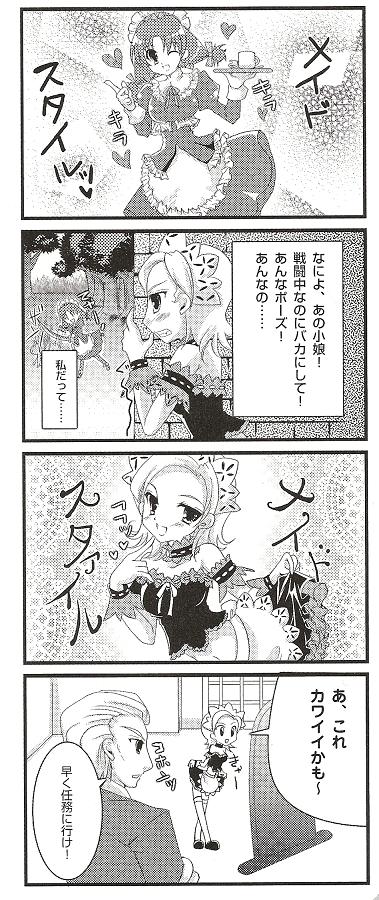 メイド
スタイルッ♥
キラ
キラ
なによ、あの小娘！
戦闘中なのにバカにして！
あんなポーズ！
あんなの……
私だって……
メイド
スタイル
あ、これ
カワイイかも〜
きゃー
早く任務に行け！